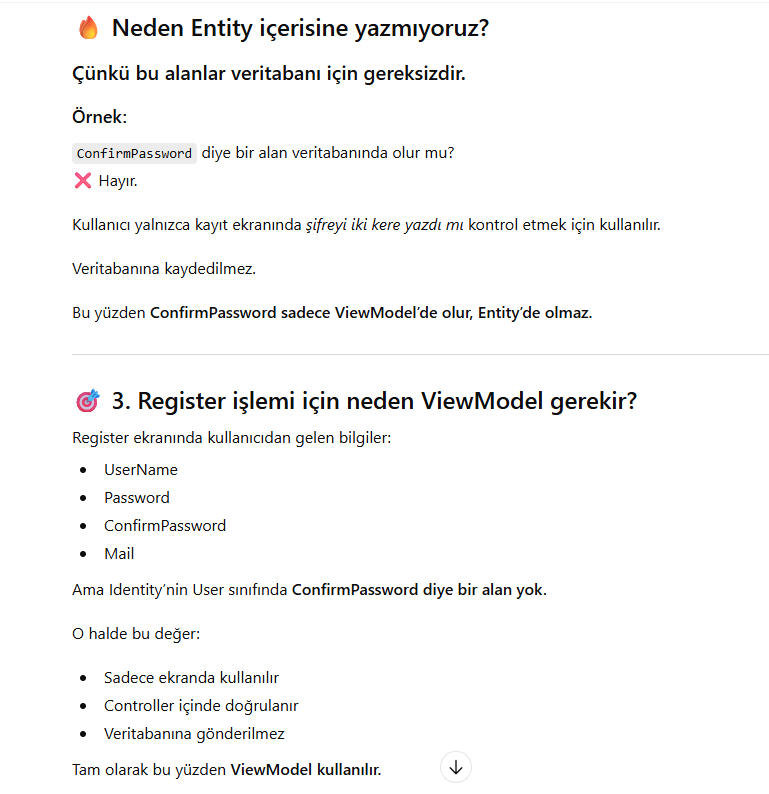 🔥 Neden Entity içerisine yazmıyoruz?
Çünkü bu alanlar veritabanı için gereksizdir.
Örnek:
ConfirmPassword diye bir alan veritabanında olur mu?
❌ Hayır.
Kullanıcı yalnızca kayıt ekranında şifreyi iki kere yazdı mı kontrol etmek için kullanılır.
Veritabanına kaydedilmez.
Bu yüzden ConfirmPassword sadece ViewModel’de olur, Entity’de olmaz.
🎯 3. Register işlemi için neden ViewModel gerekir?
Register ekranında kullanıcıdan gelen bilgiler:
• UserName
• Password
• ConfirmPassword
• Mail
Ama Identity’nin User sınıfında ConfirmPassword diye bir alan yok.
O halde bu değer:
• Sadece ekranda kullanılır
• Controller içinde doğrulanır
• Veritabanına gönderilmez
Tam olarak bu yüzden ViewModel kullanılır.